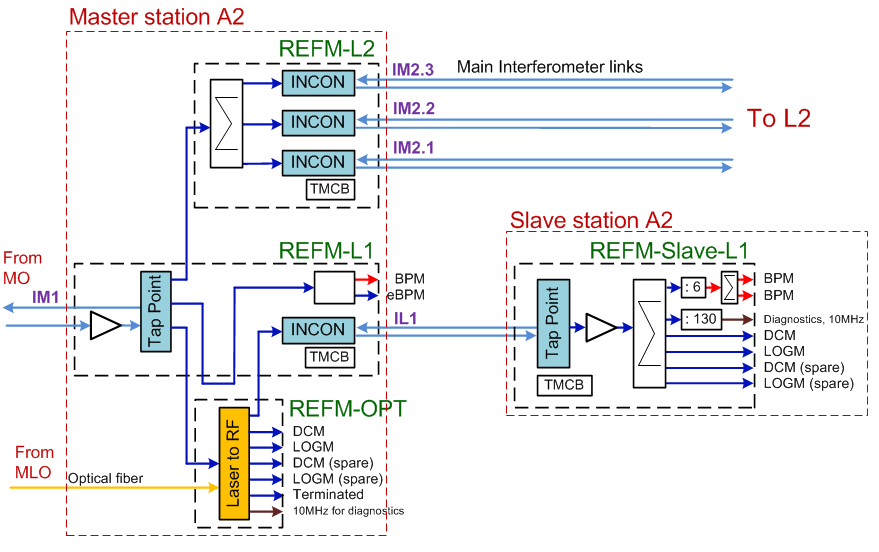 Master station A2
REFM-L2
INCON
IM2.3
Main Interferometer links
INCON
IM2.2
To L2
INCON
IM2.1
TMCB
Slave station A2
From
MO
REFM-L1
REFM-Slave-L1
IM1
Tap Point
BPM
eBPM
INCON
IL1
TMCB
Tap Point
TMCB
: 6
BPM
BPM
: 130
Diagnostics, 10MHz
DCM
LOGM
DCM (spare)
LOGM (spare)
REFM-OPT
From
MLO
Optical fiber
Laser to RF
DCM
LOGM
DCM (spare)
LOGM (spare)
Terminated
10MHz for diagnostics